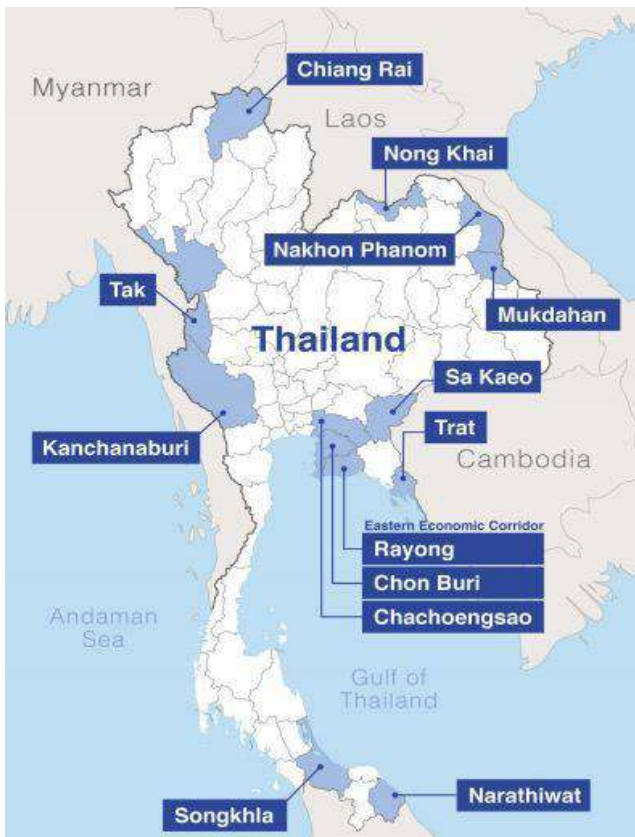 Chiang Rai
Myanmar
Laos
Nong Khai
Nakhon Phanom
Tak
Mukdahan
Thailand
Sa Kaeo
Trat
Kanchanaburi
Cambodia
Eastern Economic Corridor
Rayong
Chon Buri
Chachoengsao
Andaman
Sea
Gulf of
Thailand
Narathiwat
Songkhla